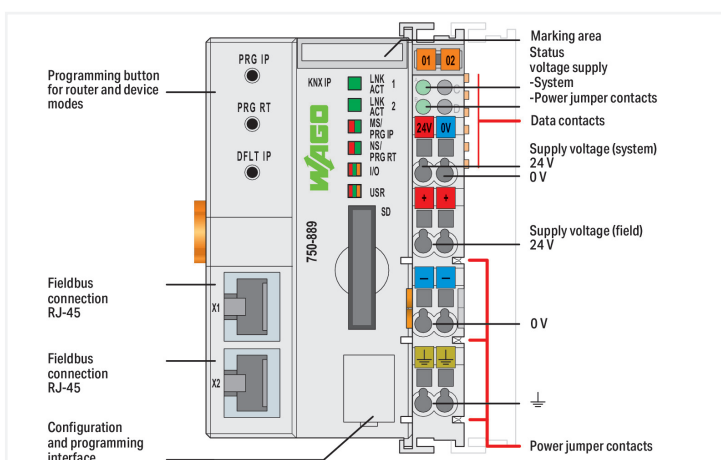 Programming button
for router and device
modes
Fieldbus
connection
RJ-45
Fieldbus
connection
RJ-45
Configuration
and programming
interface
PRG IP
PRG RT
DFLT IP
X1
X2
KNX IP
LNK
ACT 1
LNK
ACT 2
MS/
PRG IP
NS/
PRG RT
I/O
USR
WAGO
750-889
SD
01 02
24V 0V
+ +
— —
Marking area
Status
voltage supply
-System
-Power jumper contacts
Data contacts
Supply voltage (system)
24 V
0 V
Supply voltage (field)
24 V
0 V
Power jumper contacts